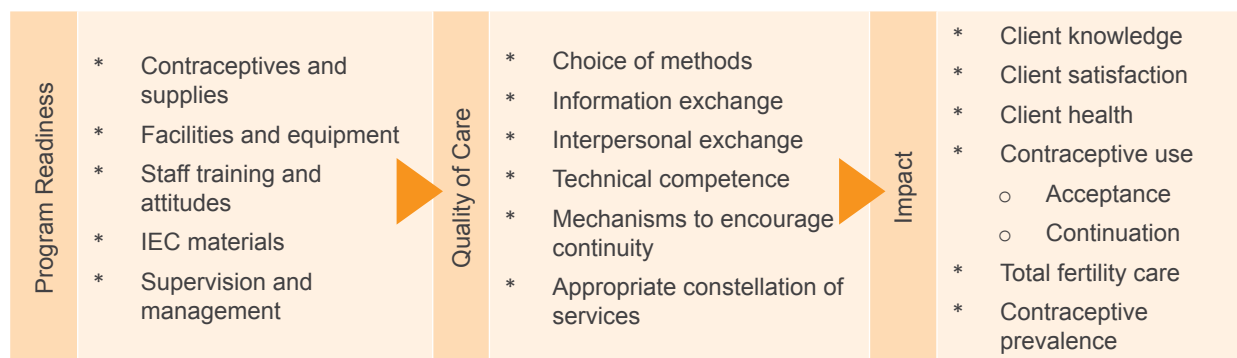 Program Readiness
* Contraceptives and
supplies
* Facilities and equipment
* Staff training and
attitudes
* IEC materials
* Supervision and
management
Quality of Care
* Choice of methods
* Information exchange
* Interpersonal exchange
* Technical competence
* Mechanisms to encourage
continuity
* Appropriate constellation of
services
Impact
* Client knowledge
* Client satisfaction
* Client health
* Contraceptive use
o Acceptance
o Continuation
* Total fertility care
* Contraceptive
prevalence